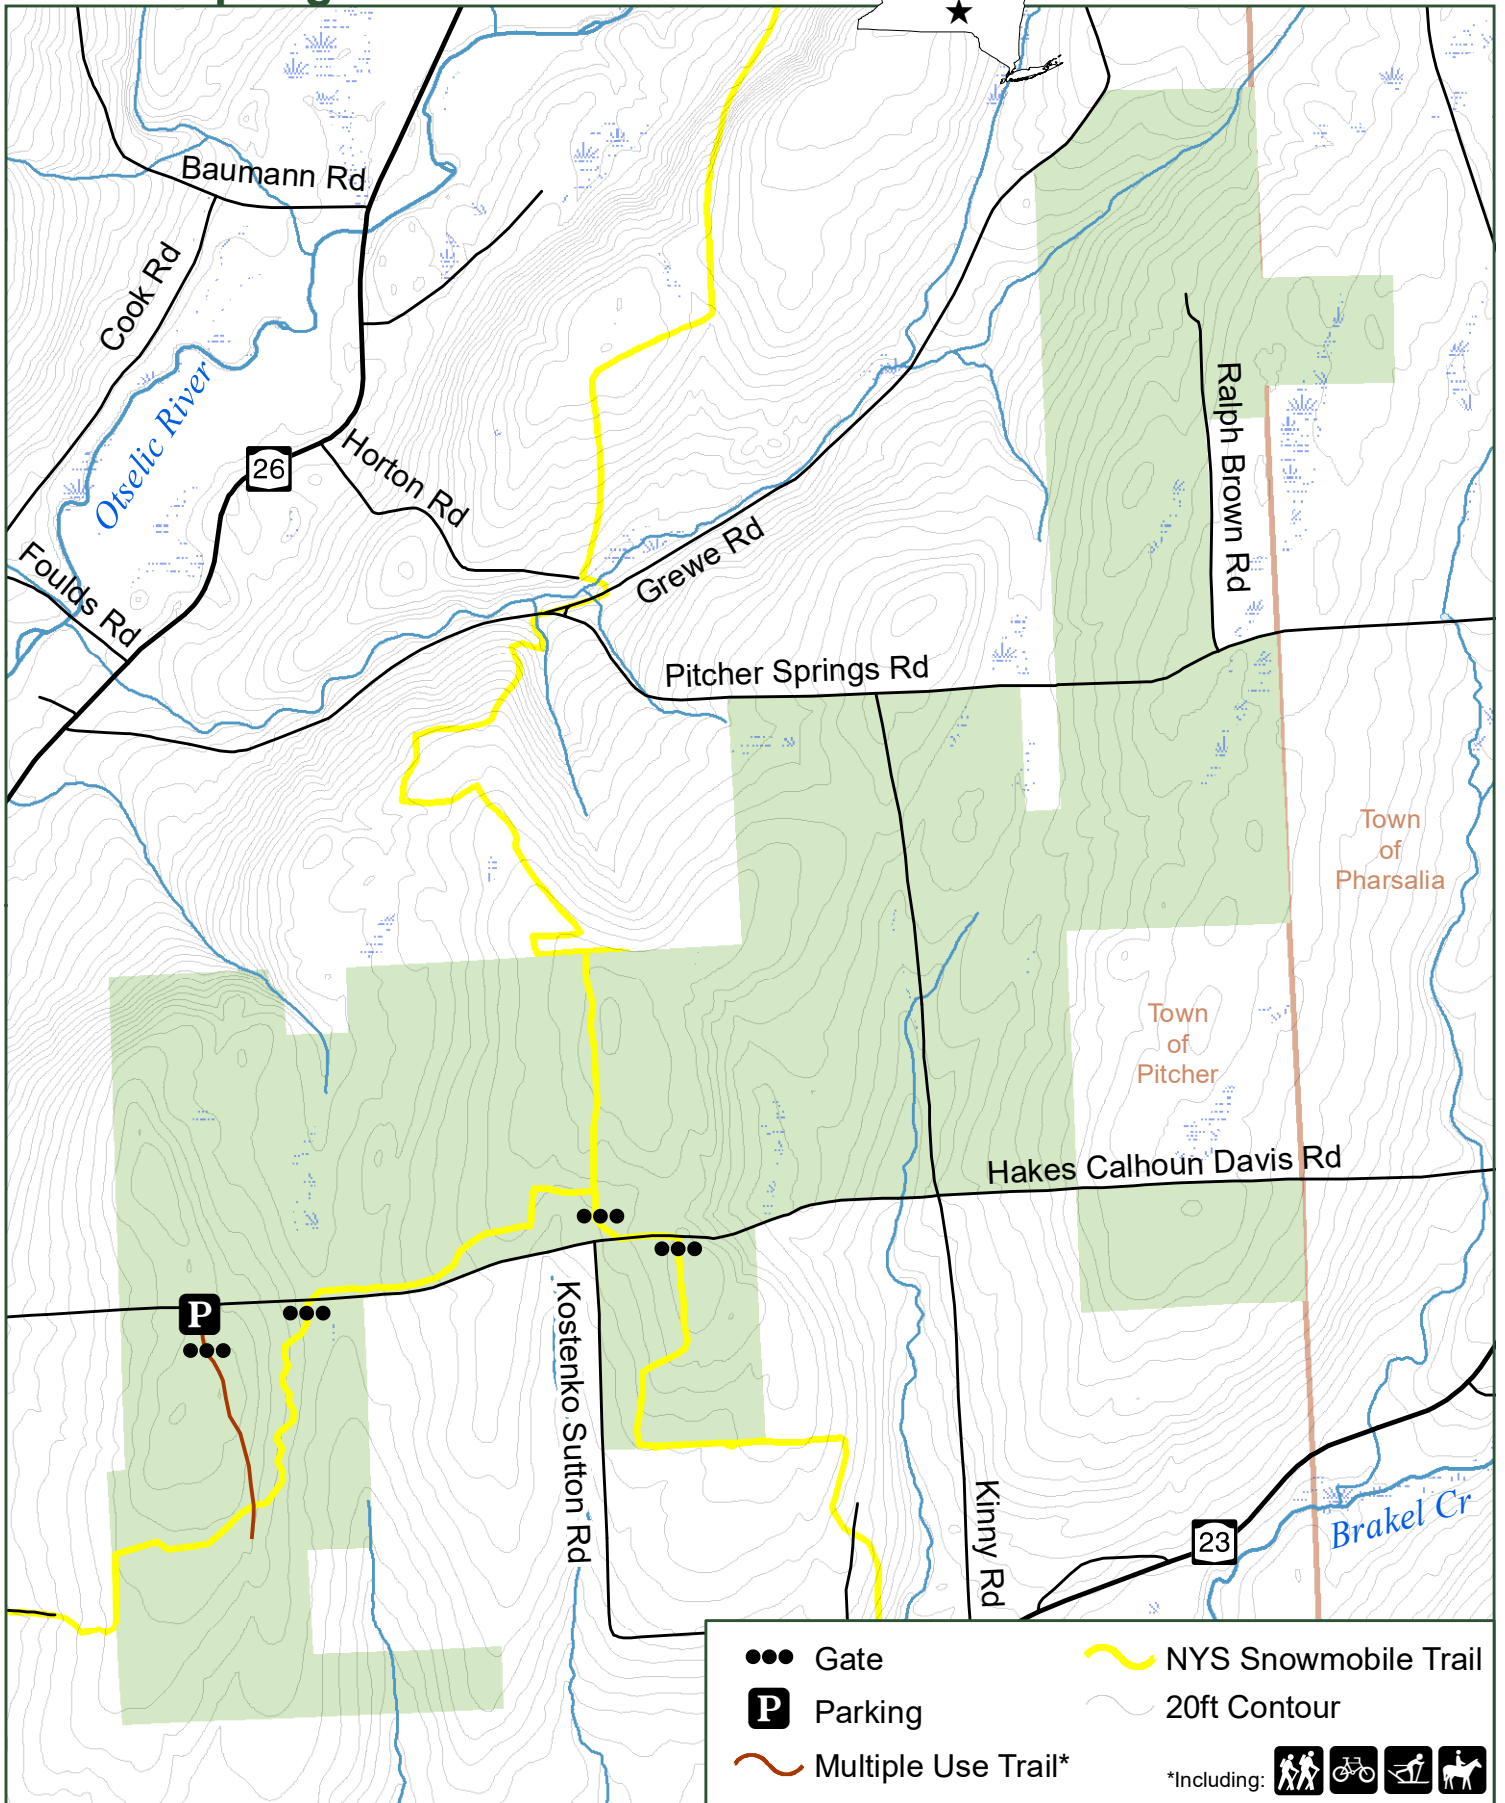 Baumann Rd
Cook Rd
Otselic River
26
Horton Rd
Foulds Rd
Grewe Rd
Ralph Brown Rd
Pitcher Springs Rd
Town
of
Pharsalia
Town
of
Pitcher
Hakes Calhoun Davis Rd
P
Kostenko Sutton Rd
Kinny Rd
23
Brakel Cr
Gate
P Parking
Multiple Use Trail*
NYS Snowmobile Trail
20ft Contour
*Including: